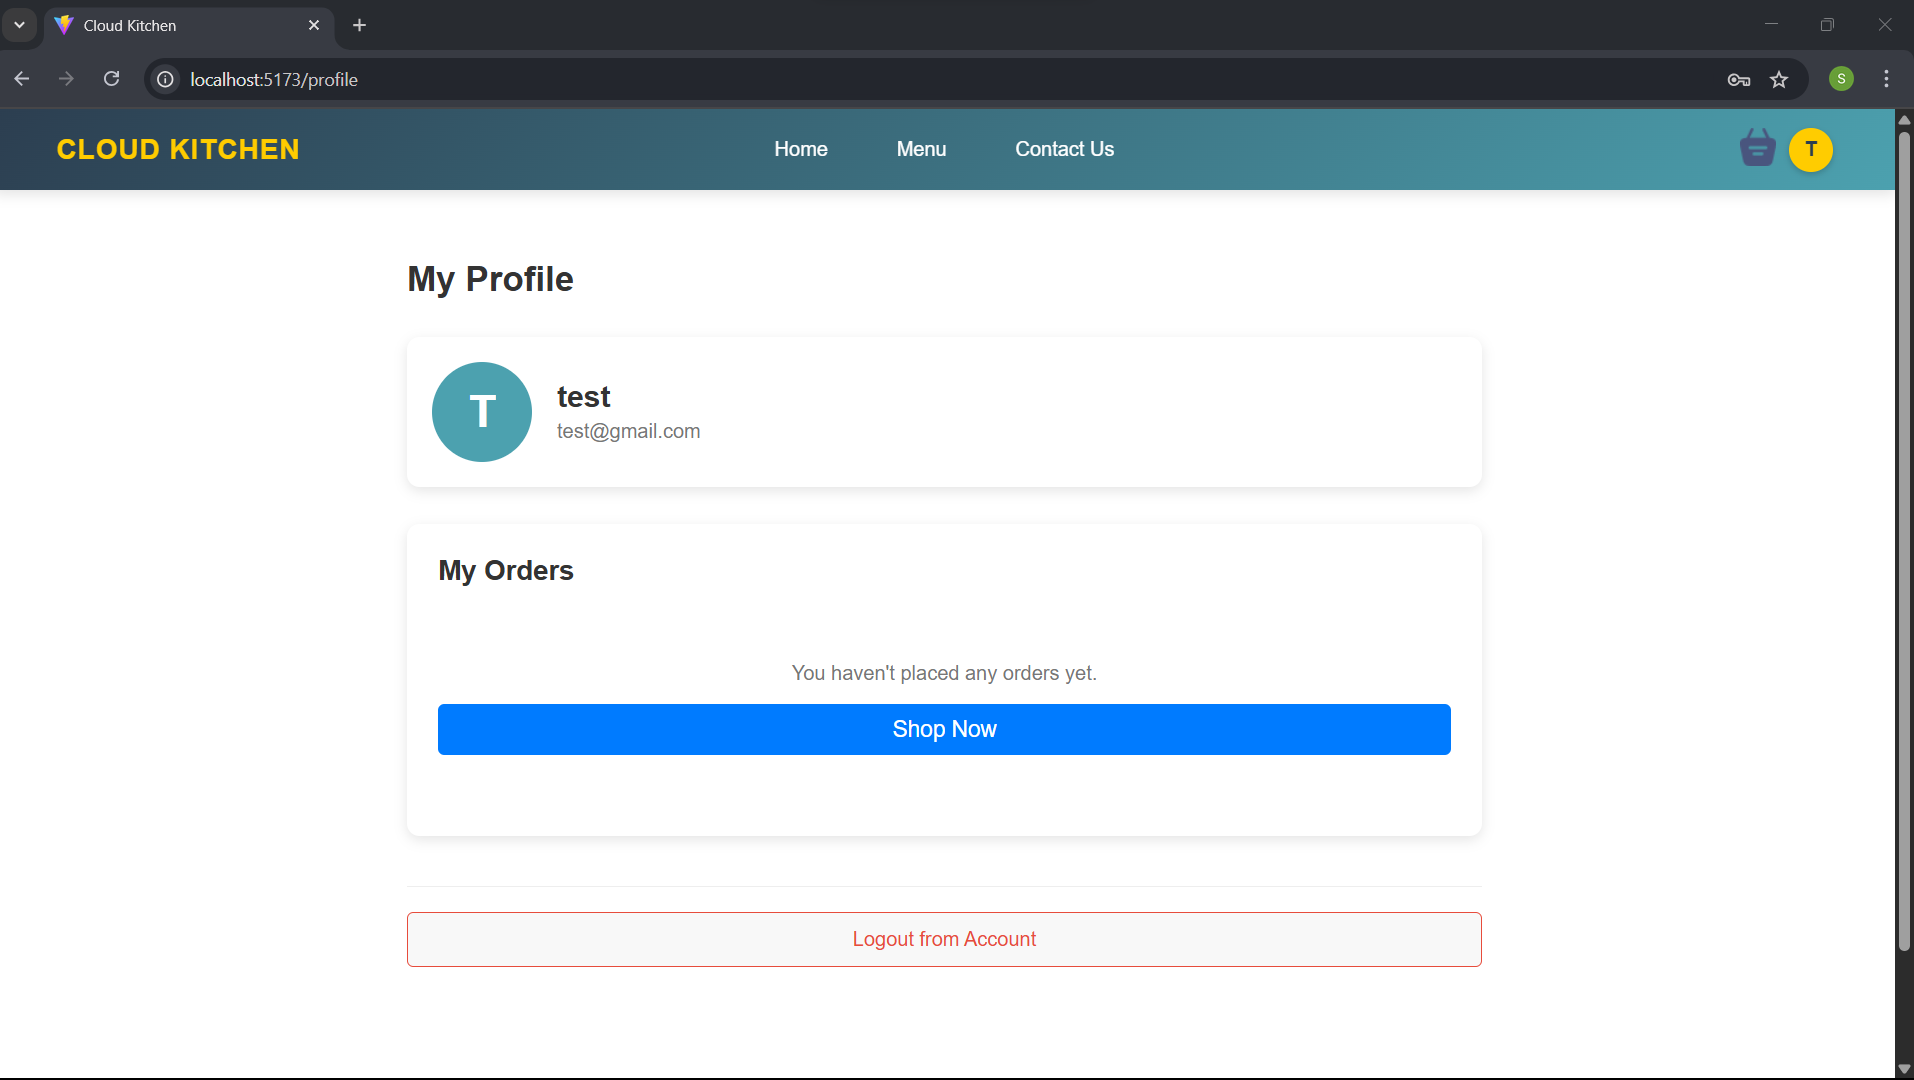 Cloud Kitchen
localhost:5173/profile
S
CLOUD KITCHEN
Home
Menu
Contact Us
T
My Profile
T
test
test@gmail.com
My Orders
You haven't placed any orders yet.
Shop Now
Logout from Account